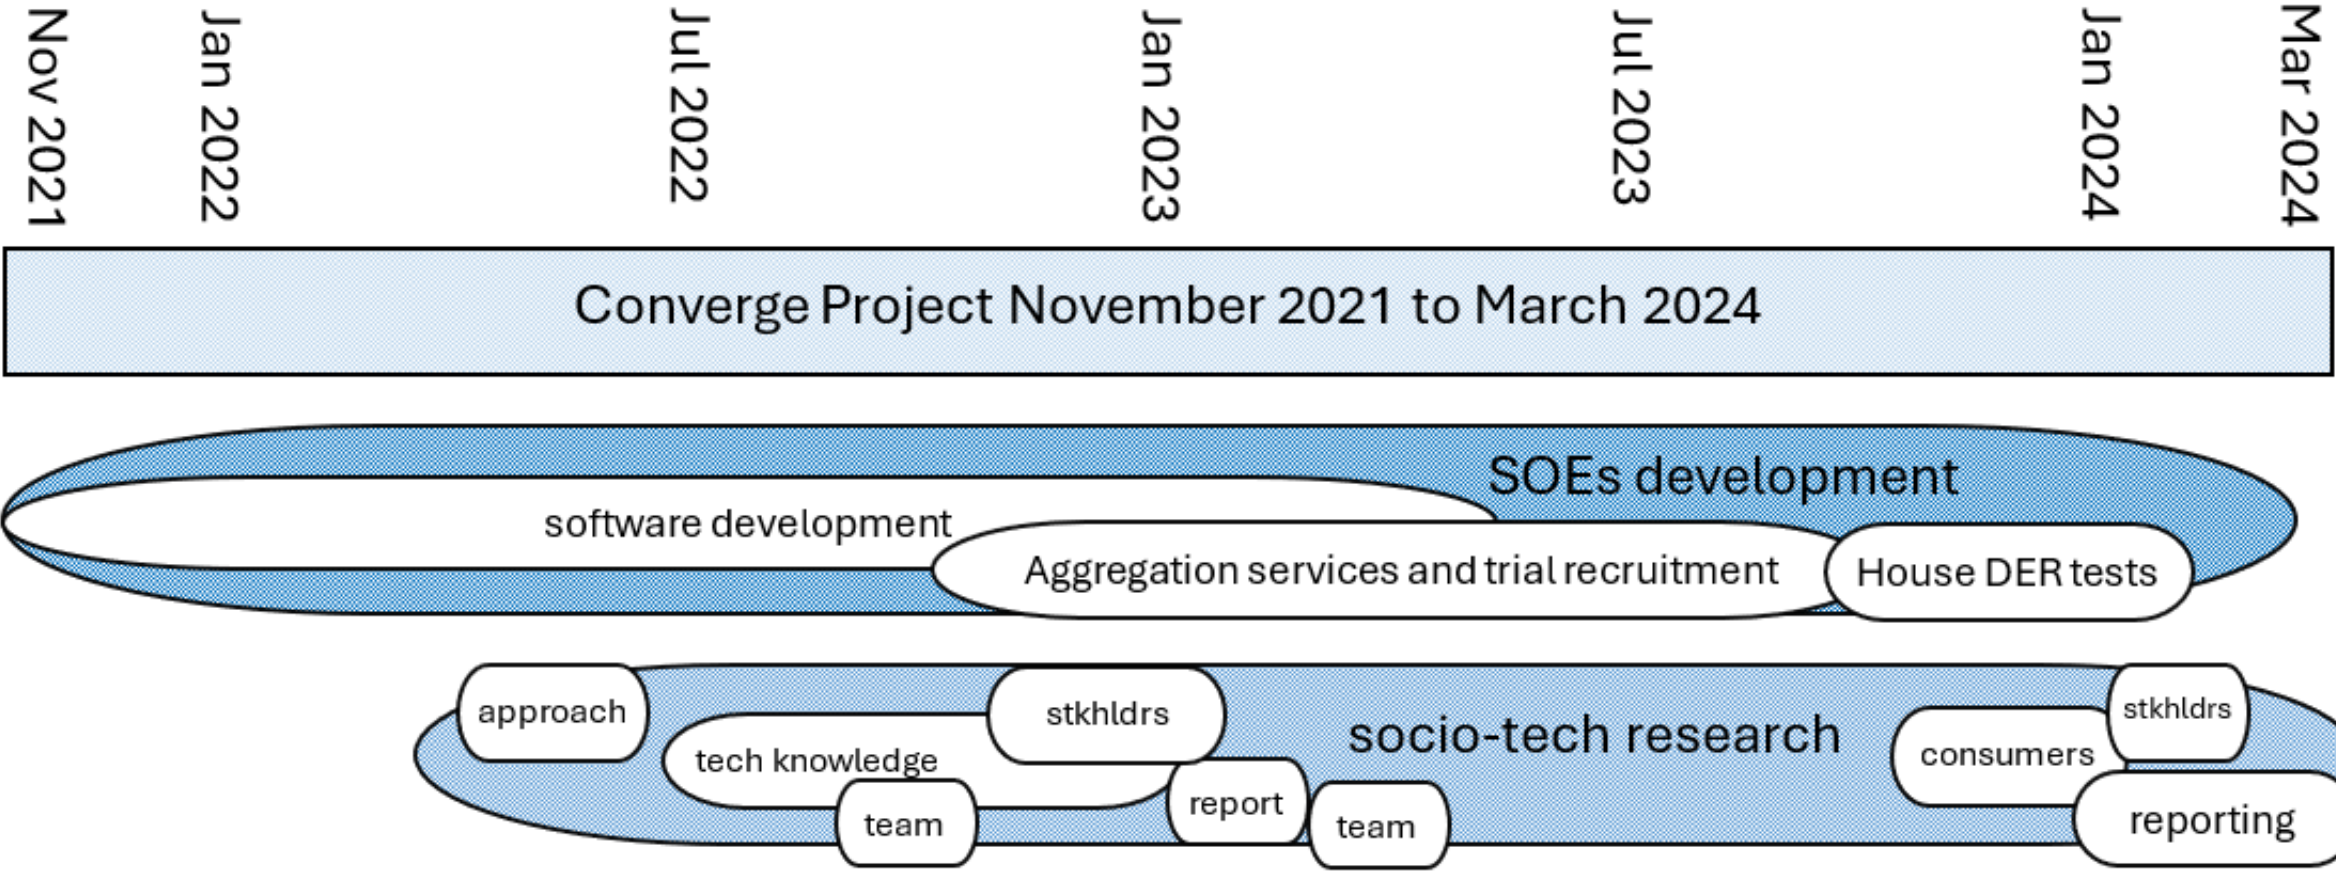 Nov 2021
Jan 2022
Jul 2022
Jan 2023
Jul 2023
Jan 2024
Mar 2024
Converge Project November 2021 to March 2024
SOEs development
software development
Aggregation services and trial recruitment
House DER tests
approach
stkhldrs
tech knowledge
team
report
team
socio-tech research
consumers
stkhldrs
reporting